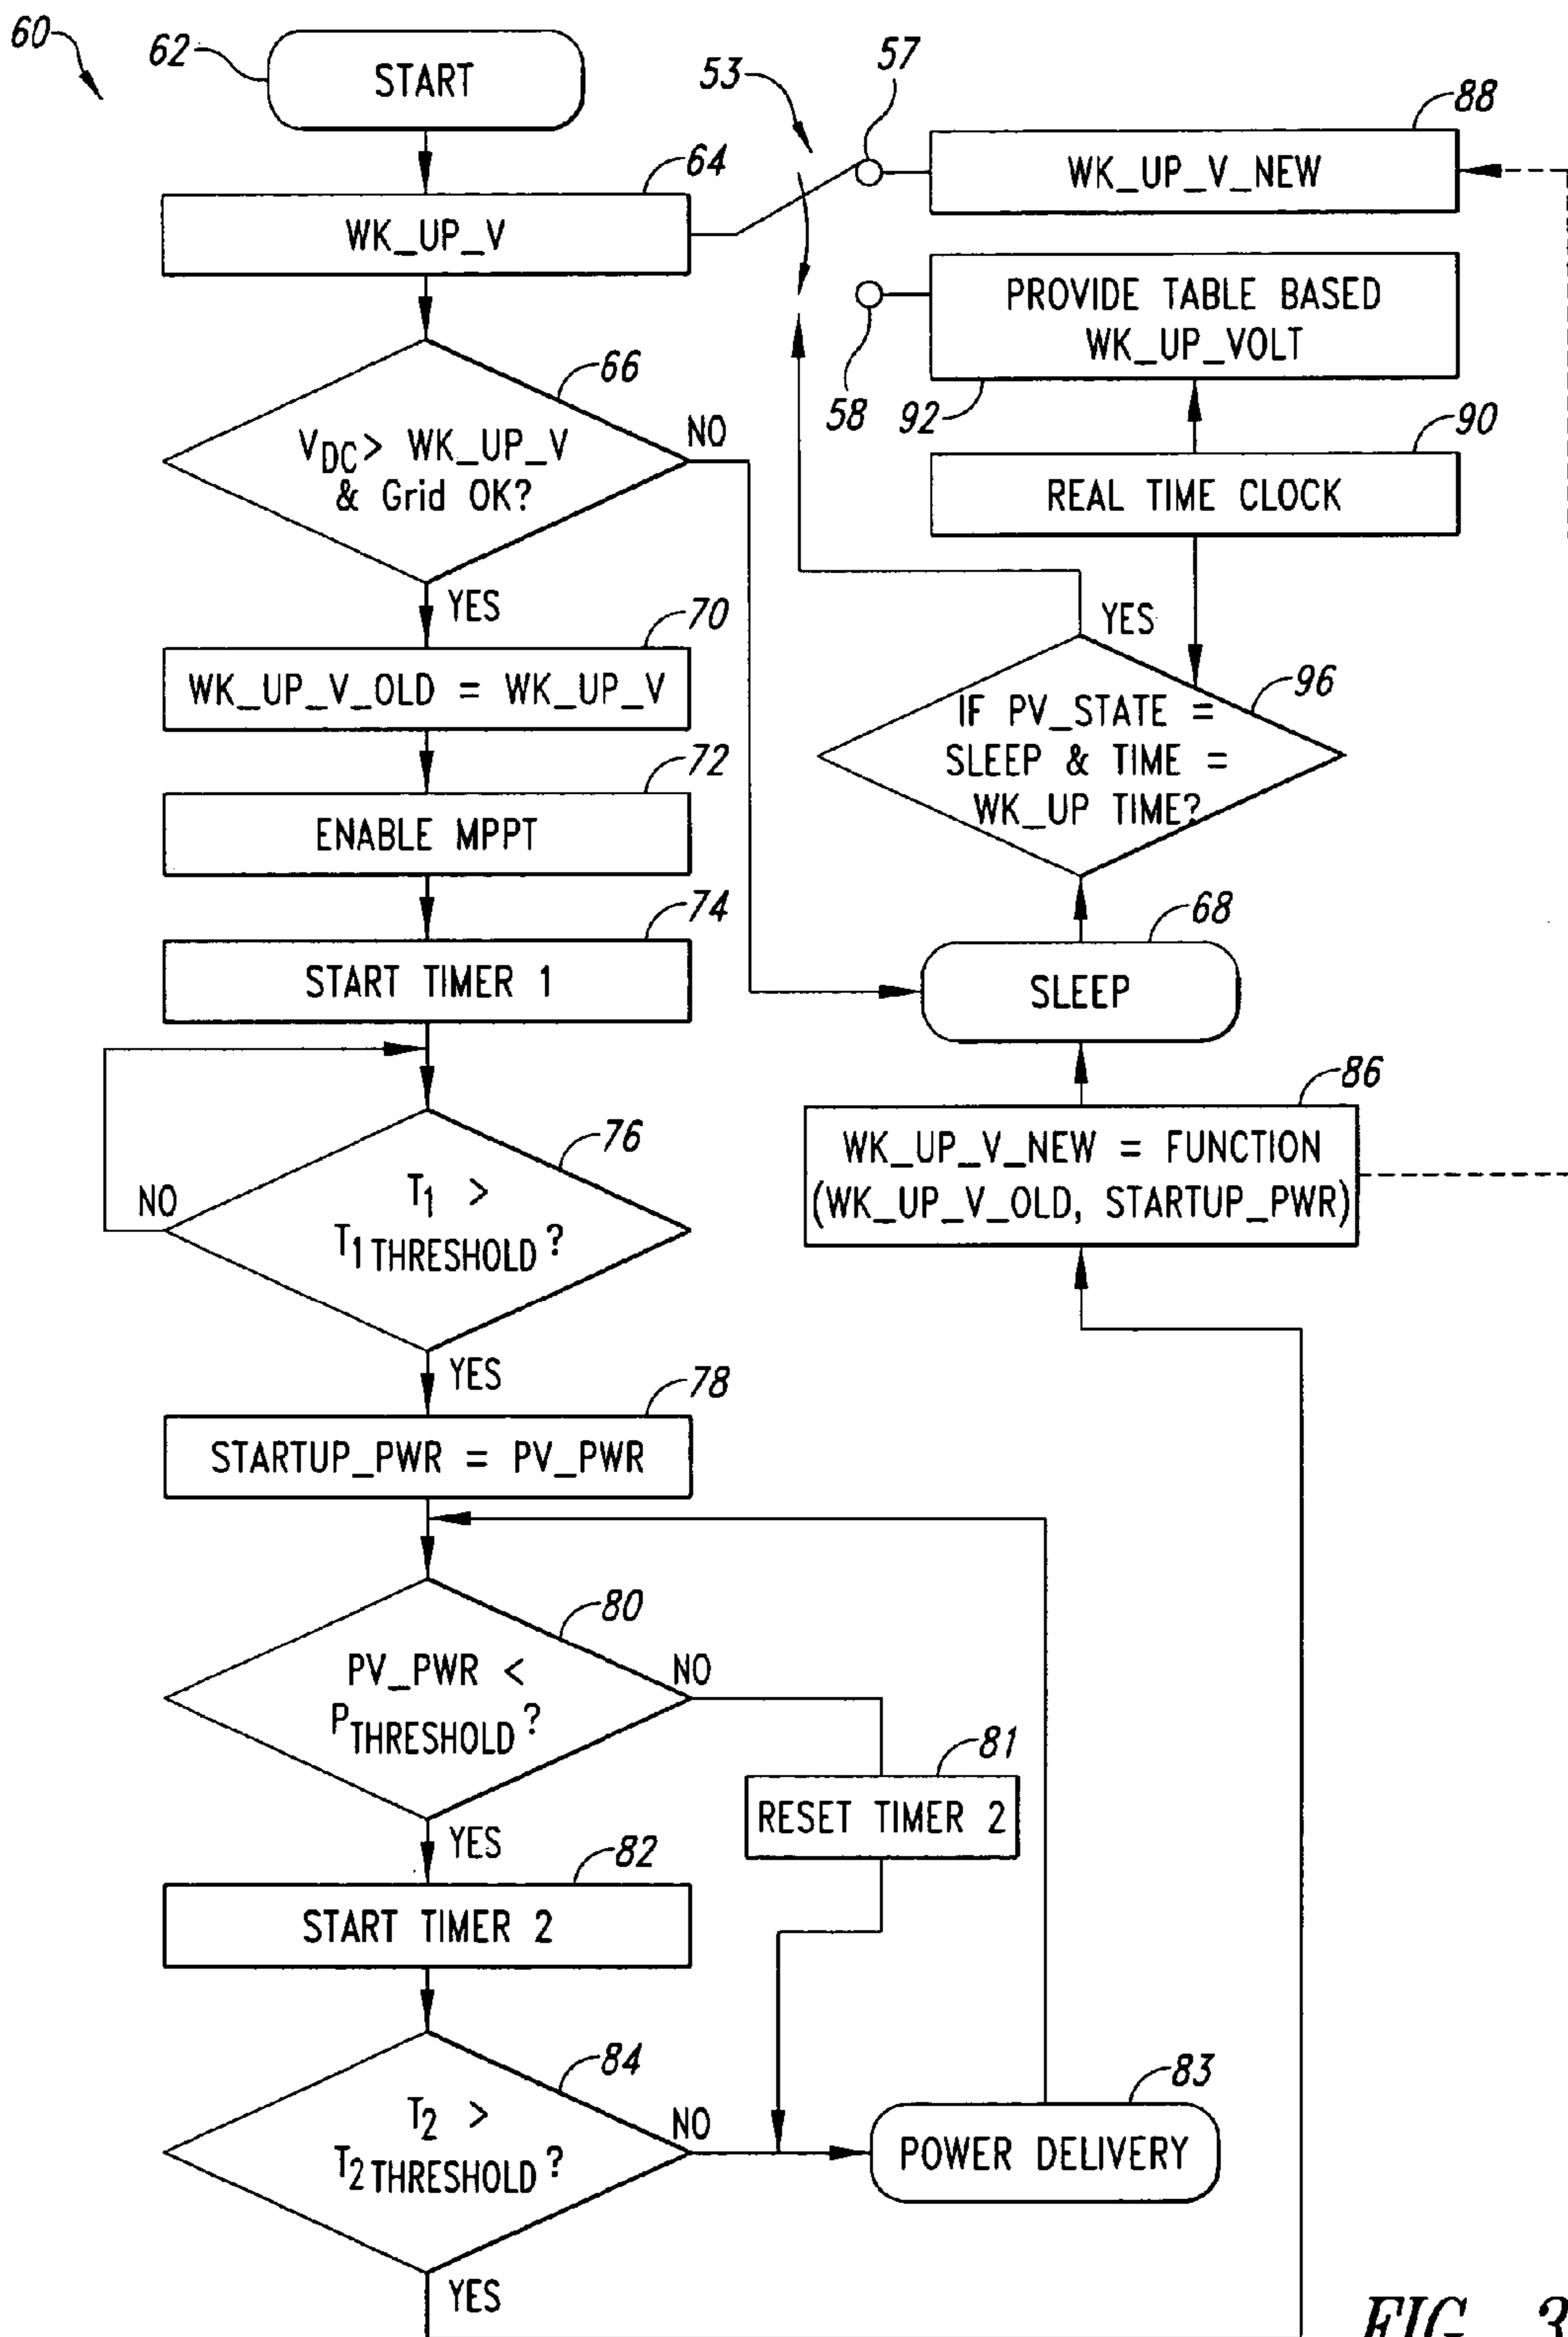 60
62
START
53
57
88
WK_UP_V_NEW
64
WK_UP_V
PROVIDE TABLE BASED
WK_UP_VOLT
58
92
90
REAL TIME CLOCK
66
VDC> WK_UP_V
& Grid OK?
NO
YES
70
WK_UP_V_OLD = WK_UP_V
YES
96
IF PV_STATE =
SLEEP & TIME =
WK_UP TIME?
72
ENABLE MPPT
74
START TIMER 1
68
SLEEP
76
T1 >
T1 THRESHOLD?
NO
YES
86
WK_UP_V_NEW = FUNCTION
(WK_UP_V_OLD, STARTUP_PWR)
78
STARTUP_PWR = PV_PWR
80
PV_PWR <
PTHRESHOLD?
NO
YES
81
RESET TIMER 2
82
START TIMER 2
84
T2 >
T2 THRESHOLD?
NO
YES
83
POWER DELIVERY
FIG. 3